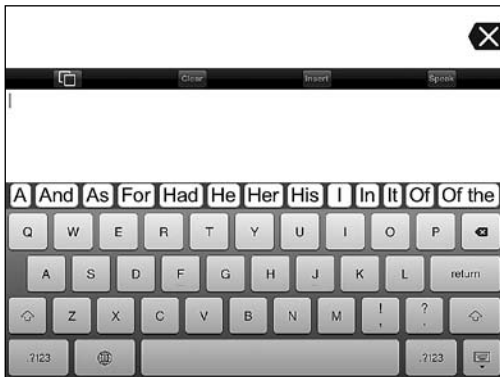 Clear Insert Speak
A And As For Had He Her His I In It Of Of the
Q W E R T Y U I O P
A S D F G H J K L return
Z X C V B N M ! , ? .
.?123 .?123